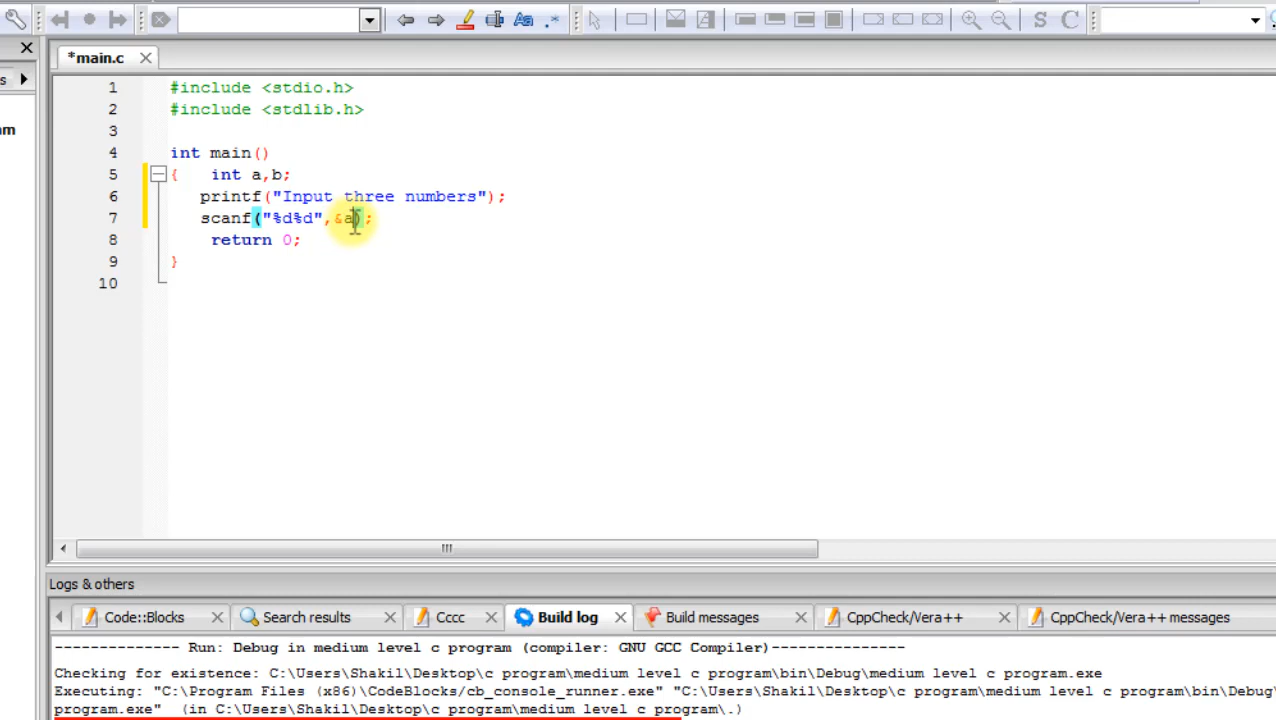 *main.c
s
am
1 #include <stdio.h>
2 #include <stdlib.h>
3
4 int main()
5 { int a,b;
6 printf("Input three numbers");
7 scanf("%d%d",&a);
8 return 0;
9 }
10
Logs & others
Code::Blocks Search results Cccc Build log Build messages CppCheck/Vera++ CppCheck/Vera++ messages
-------------- Run: Debug in medium level c program (compiler: GNU GCC Compiler)---------------
Checking for existence: C:\Users\Shakil\Desktop\c program\medium level c program\bin\Debug\medium level c program.exe
Executing: "C:\Program Files (x86)\CodeBlocks/cb_console_runner.exe" "C:\Users\Shakil\Desktop\c program\medium level c program\bin\Debug
program.exe" (in C:\Users\Shakil\Desktop\c program\medium level c program\.)